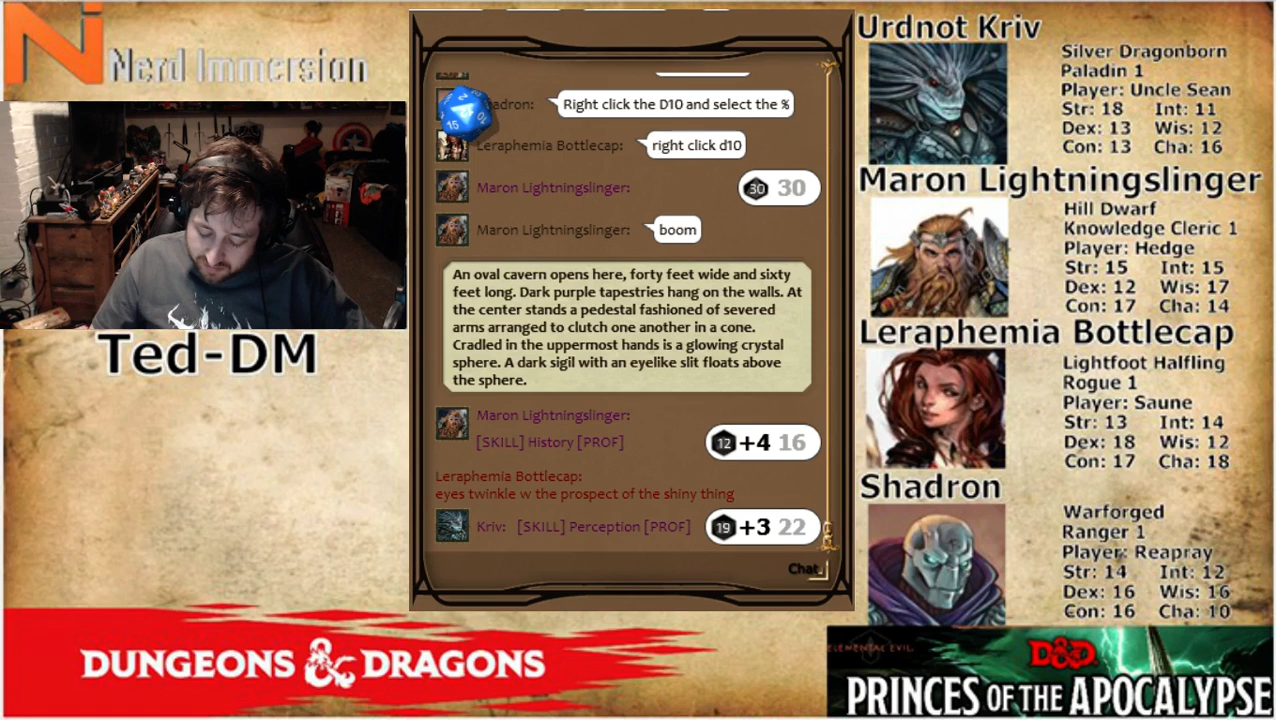 Nerd Immersion
Ted-DM
Right click the D10 and select the %
Leraphemia Bottlecap:
right click d10
Maron Lightningslinger:
30 30
Maron Lightningslinger:
boom
An oval cavern opens here, forty feet wide and sixty
feet long. Dark purple tapestries hang on the walls. At
the center stands a pedestal fashioned of severed
arms arranged to clutch one another in a cone.
Cradled in the uppermost hands is a glowing crystal
sphere. A dark sigil with an eyelike slit floats above
the sphere.
Maron Lightningslinger:
[SKILL] History [PROF]
12 +4 16
Leraphemia Bottlecap:
eyes twinkle w the prospect of the shiny thing
Kriv: [SKILL] Perception [PROF] 19 +3 22
Chat
Urdnot Kriv
Silver Dragonborn
Paladin 1
Player: Uncle Sean
Str: 18 Int: 11
Dex: 13 Wis: 12
Con: 13 Cha: 16
Maron Lightningslinger
Hill Dwarf
Knowledge Cleric 1
Player: Hedge
Str: 15 Int: 15
Dex: 12 Wis: 17
Con: 17 Cha: 14
Leraphemia Bottlecap
Lightfoot Halfling
Rogue 1
Player: Saune
Str: 13 Int: 14
Dex: 18 Wis: 12
Con: 17 Cha: 18
Shadron
Warforged
Ranger 1
Player: Reapray
Str: 14 Int: 12
Dex: 16 Wis: 16
Con: 16 Cha: 10
DUNGEONS & DRAGONS
ELEMENTAL EVIL
D&D
PRINCES OF THE APOCALYPSE